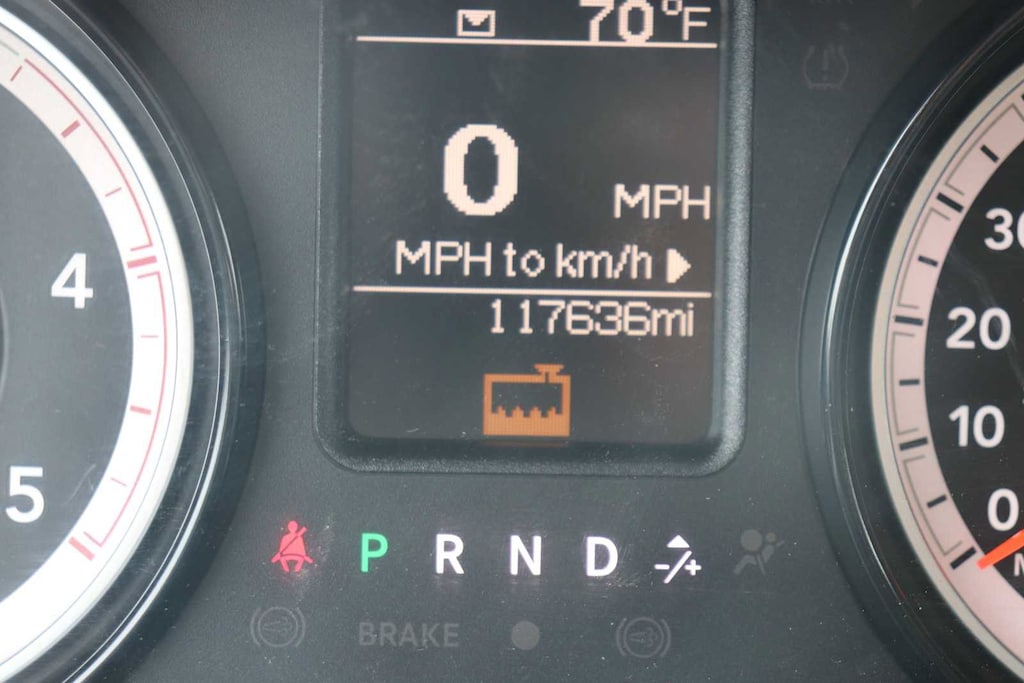 70°F
0 MPH
MPH to km/h
117636mi
4
5
30
20
10
0
P R N D -/+
BRAKE